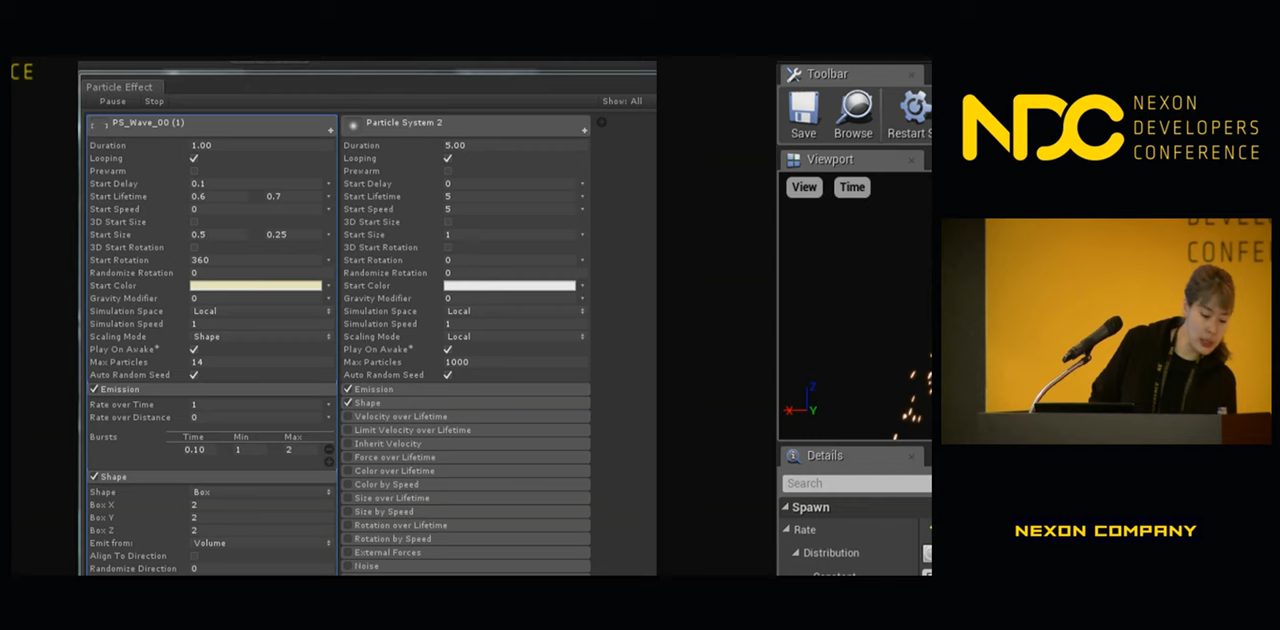 CE
Particle Effect
Pause Stop Show: All
PS_Wave_00 (1)
Duration 1.00
Looping
Prewarm
Start Delay 0.1
Start Lifetime 0.6 0.7
Start Speed 0
3D Start Size
Start Size 0.5 0.25
3D Start Rotation
Start Rotation 360
Randomize Rotation 0
Start Color
Gravity Modifier 0
Simulation Space Local
Simulation Speed 1
Scaling Mode Shape
Play On Awake*
Max Particles 14
Auto Random Seed
Emission
Rate over Time 1
Rate over Distance 0
Bursts Time Min Max
0.10 1 2
Shape
Shape Box
Box X 2
Box Y 2
Box Z 2
Emit from: Volume
Align To Direction
Randomize Direction 0
Particle System 2
Duration 5.00
Looping
Prewarm
Start Delay 0
Start Lifetime 5
Start Speed 5
3D Start Size
Start Size 1
3D Start Rotation
Start Rotation 0
Randomize Rotation 0
Start Color
Gravity Modifier 0
Simulation Space Local
Simulation Speed 1
Scaling Mode Local
Play On Awake*
Max Particles 1000
Auto Random Seed
Emission
Shape
Velocity over Lifetime
Limit Velocity over Lifetime
Inherit Velocity
Force over Lifetime
Color over Lifetime
Color by Speed
Size over Lifetime
Size by Speed
Rotation over Lifetime
Rotation by Speed
External Forces
Noise
Toolbar
Save Browse Restart S
Viewport
View Time
Z
X Y
Details
Search
Spawn
Rate
Distribution
NDC
NEXON
DEVELOPERS
CONFERENCE
DEVELO
CONFE
NEXON COMPANY